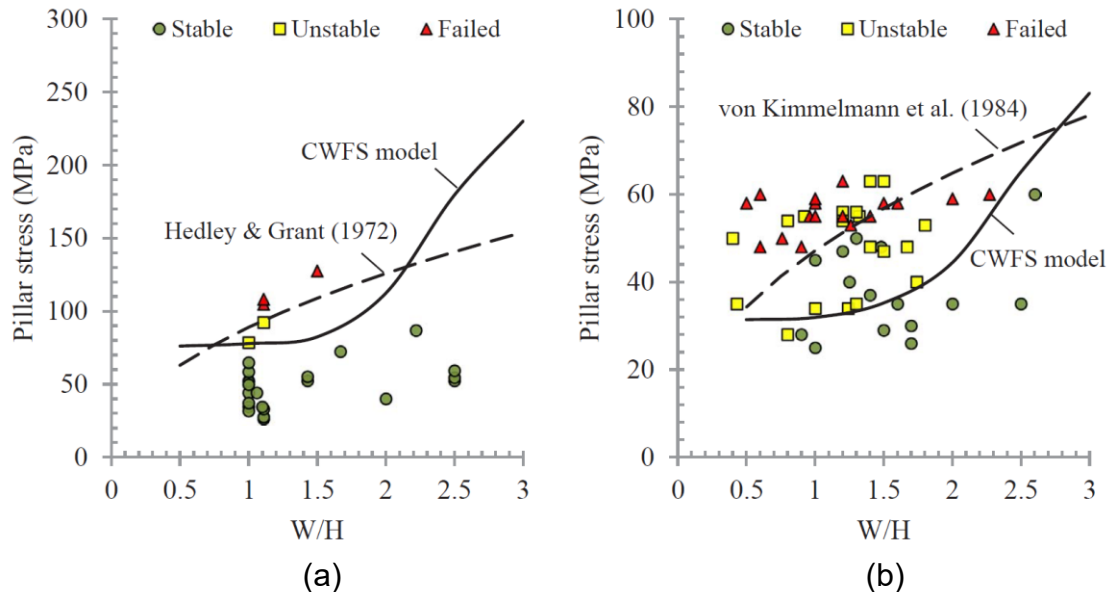 Stable Unstable Failed
300
250
200
150
100
50
0
Pillar stress (MPa)
CWFS model
Hedley & Grant (1972)
0 0.5 1 1.5 2 2.5 3
W/H
(a)
Stable Unstable Failed
100
80
60
40
20
0
Pillar stress (MPa)
von Kimmelmann et al. (1984)
CWFS model
0 0.5 1 1.5 2 2.5 3
W/H
(b)